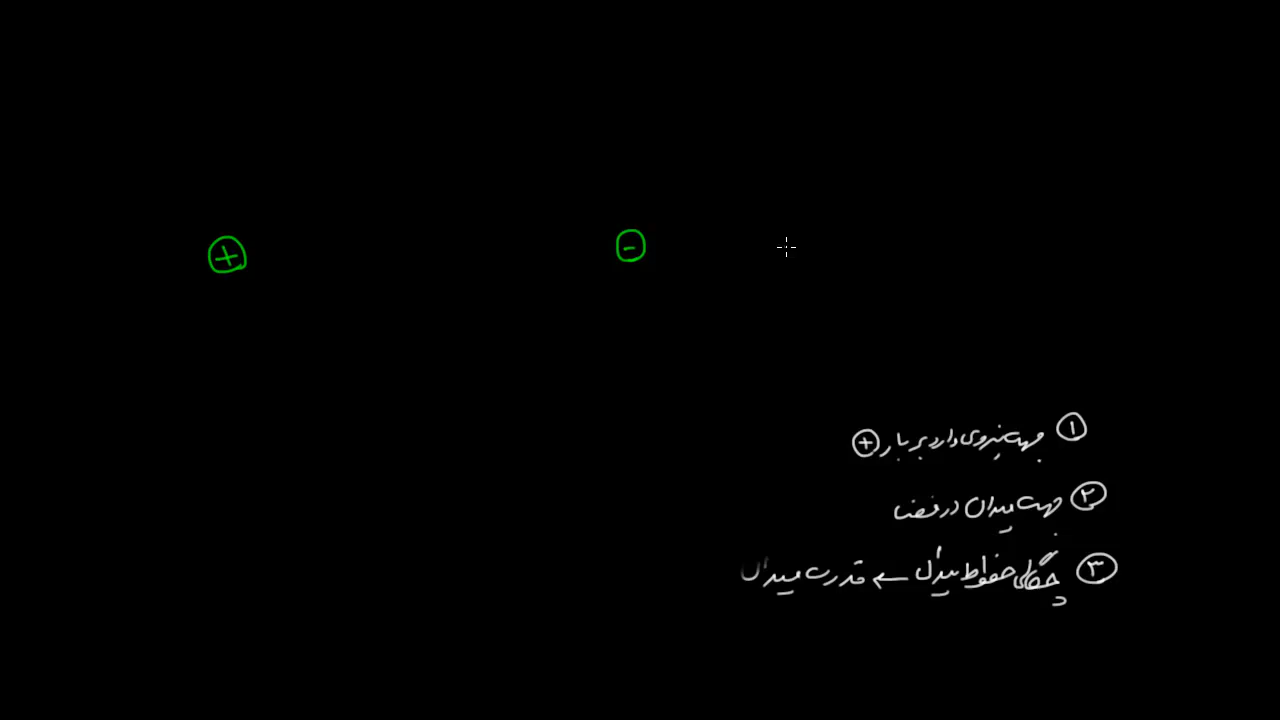 + -
① جهت نیروی وارد بر بار ⊕
② جهت میدان در فضا
③ چگالی خطوط میدان ← قدرت میدان